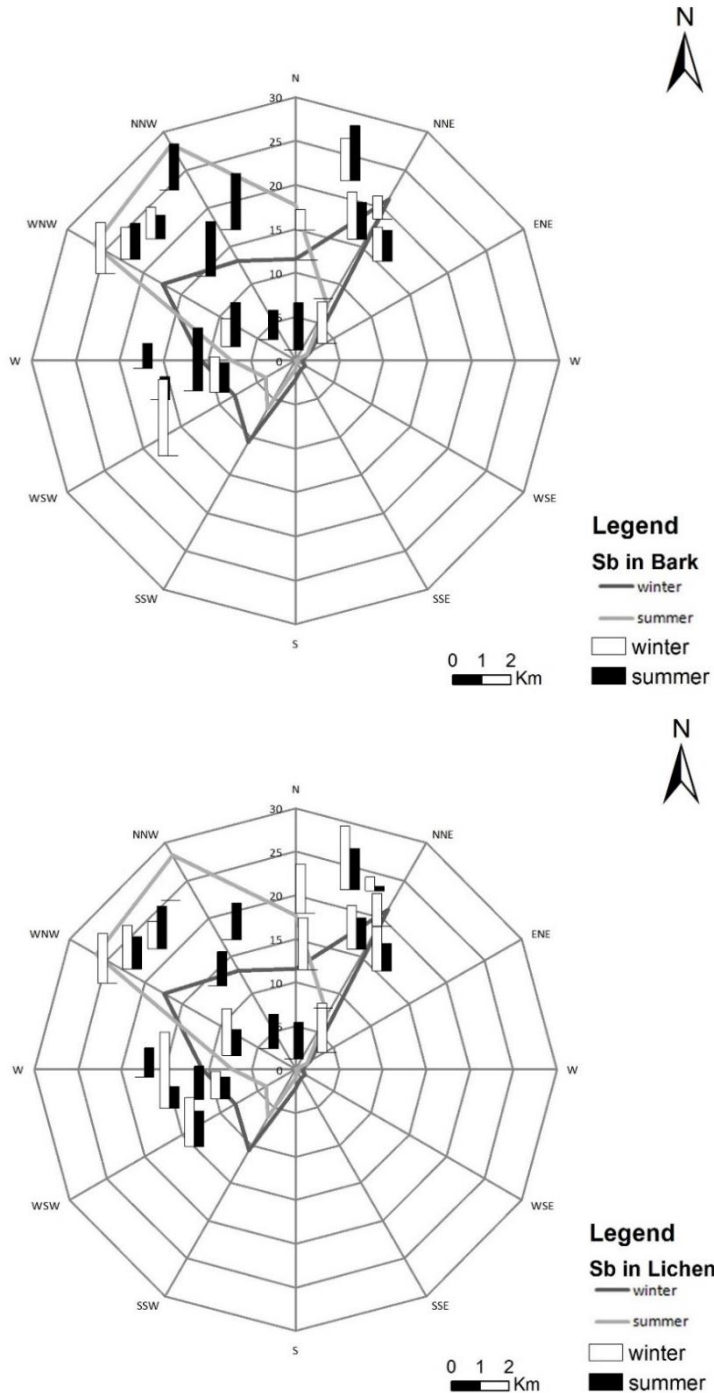 N
N
30
NNW
NNE
25
20
WNW
ENE
15
10
5
W
0
W
WSW
WSE
Legend
Sb in Bark
winter
SSW
SSE
summer
S
winter
0 1 2
Km
summer
N
N
30
NNW
NNE
25
20
WNW
ENE
15
10
5
W
0
W
WSW
WSE
Legend
Sb in Lichen
winter
SSW
SSE
summer
S
winter
0 1 2
Km
summer